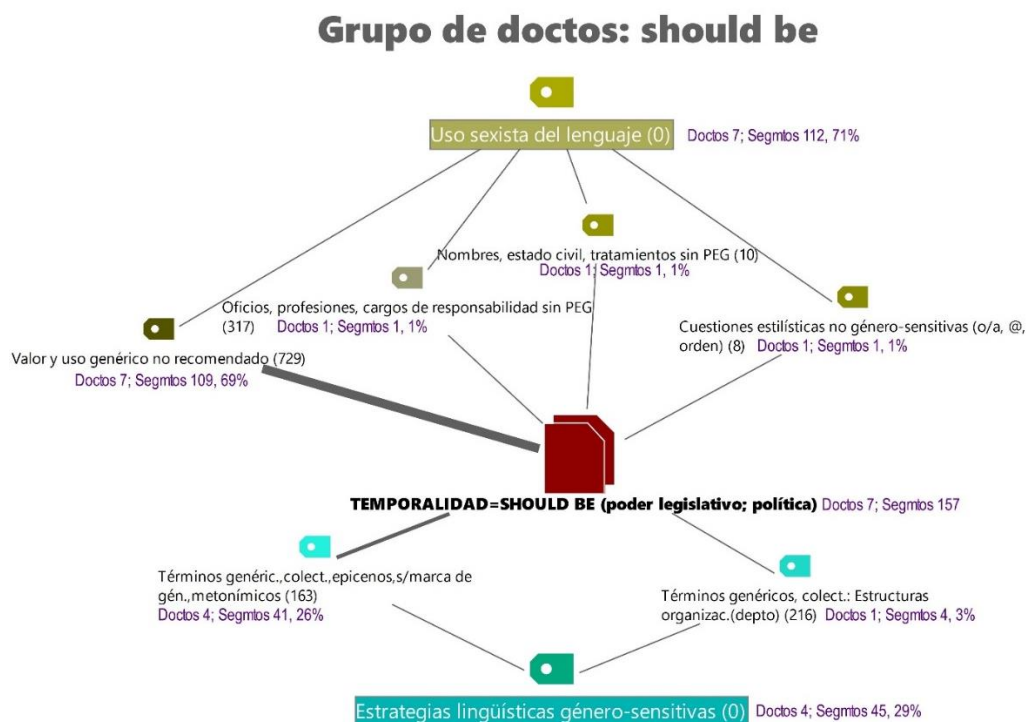 Grupo de doctos: should be
Uso sexista del lenguaje (0) Doctos 7; Segmtos 112, 71%
Nombres, estado civil, tratamientos sin PEG (10)
Doctos 1; Segmtos 1, 1%
Oficios, profesiones, cargos de responsabilidad sin PEG
(317) Doctos 1; Segmtos 1, 1%
Cuestiones estilísticas no género-sensitivas (o/a, @,
orden) (8) Doctos 1; Segmtos 1, 1%
Valor y uso genérico no recomendado (729)
Doctos 7; Segmtos 109, 69%
TEMPORALIDAD=SHOULD BE (poder legislativo; política) Doctos 7; Segmtos 157
Términos genéric.,colect.,epicenos,s/marca de
gén.,metonímicos (163)
Doctos 4; Segmtos 41, 26%
Términos genéricos, colect.: Estructuras
organizac.(depto) (216) Doctos 1; Segmtos 4, 3%
Estrategias lingüísticas género-sensitivas (0) Doctos 4; Segmtos 45, 29%